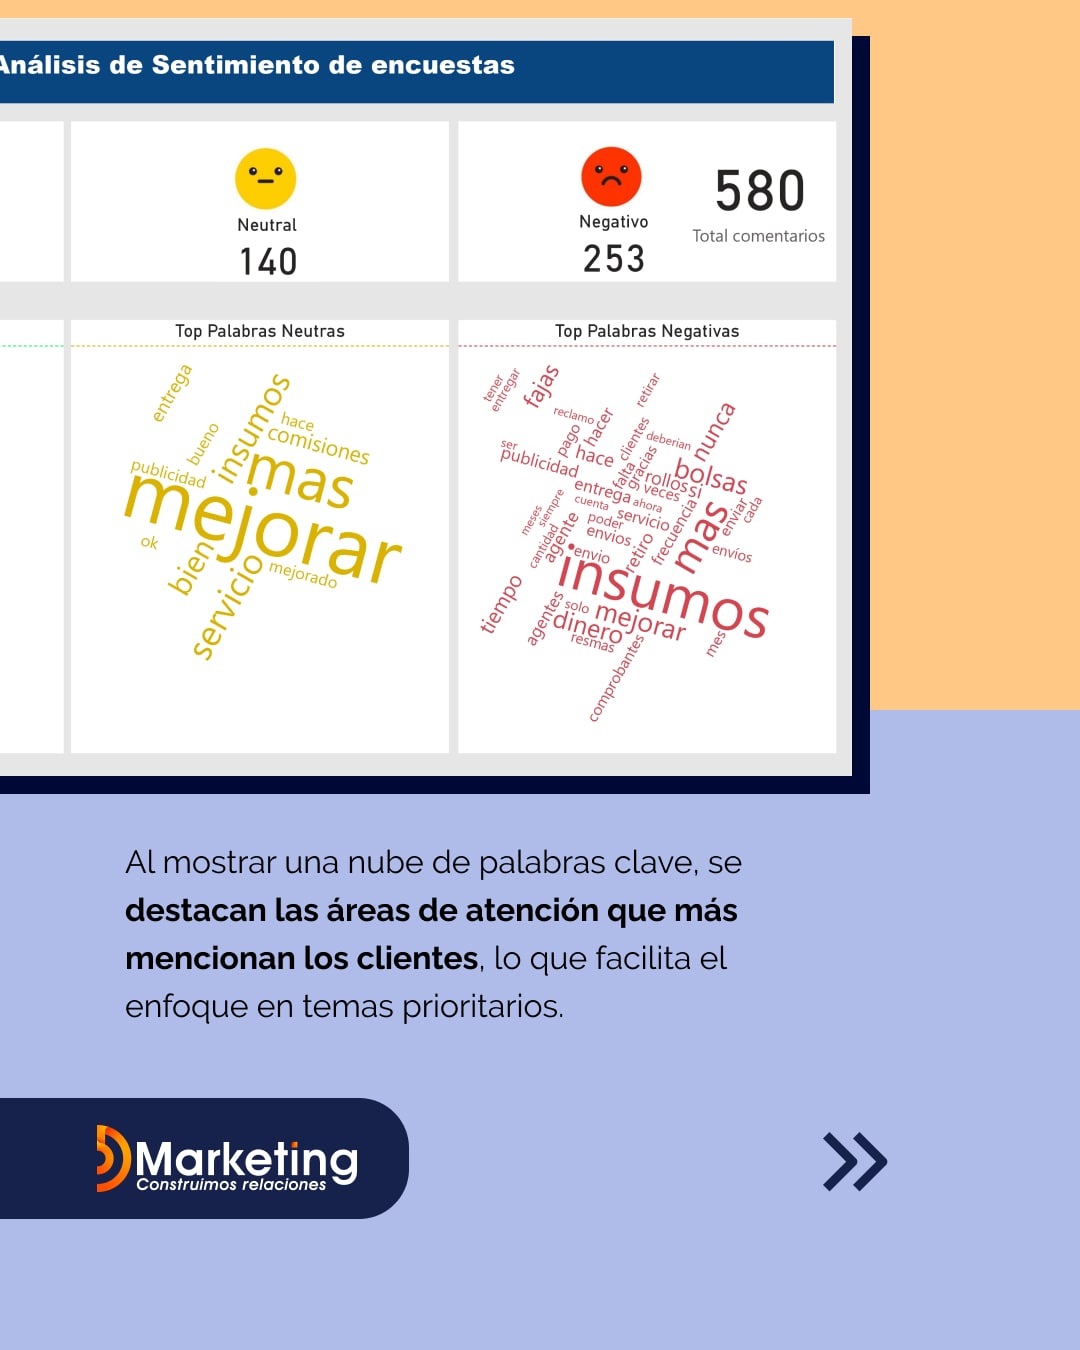 Análisis de Sentimiento de encuestas
Neutral
140
Negativo
253
580
Total comentarios
Top Palabras Neutras
entrega
insumos
hace
comisiones
bueno
publicidad
mas
mejorar
ok
bien
servicio
mejorado
Top Palabras Negativas
tener
entregar
fajas
retirar
reclamo
hacer
pago
clientes
deberian
nunca
ser
publicidad
hace
falta
gracias
bolsas
rollossi
veces
entrega
ahora
cuenta
meses
siempre
servicio
poder
envios
frecuencia
mas
enviar
cada
cantidad
agente
envio
retiro
envíos
insumos
tiempo
agentes
solo
mejorar
dinero
resmas
mes
comprobantes
Al mostrar una nube de palabras clave, se
destacan las áreas de atención que más
mencionan los clientes, lo que facilita el
enfoque en temas prioritarios.
Marketing
Construimos relaciones